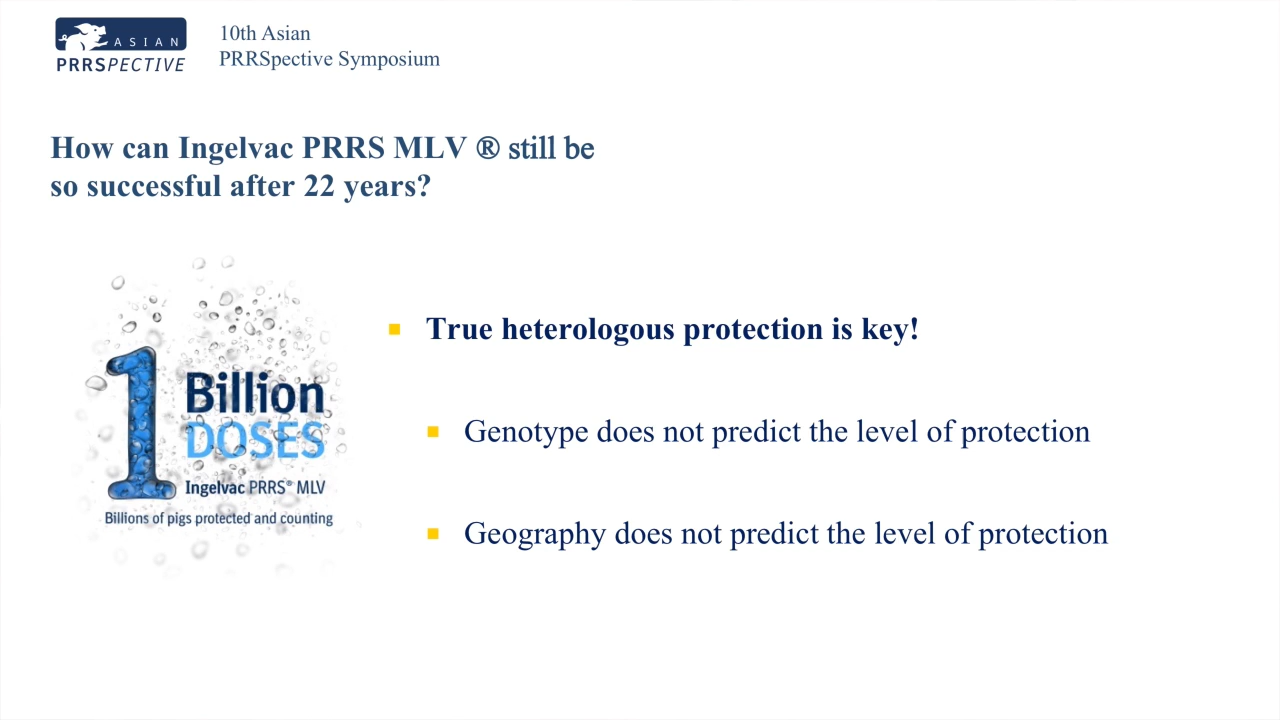 ASIAN
PRRSPECTIVE
10th Asian
PRRSpective Symposium
How can Ingelvac PRRS MLV ® still be
so successful after 22 years?
1 Billion
DOSES
Ingelvac PRRS® MLV
Billions of pigs protected and counting
True heterologous protection is key!
Genotype does not predict the level of protection
Geography does not predict the level of protection